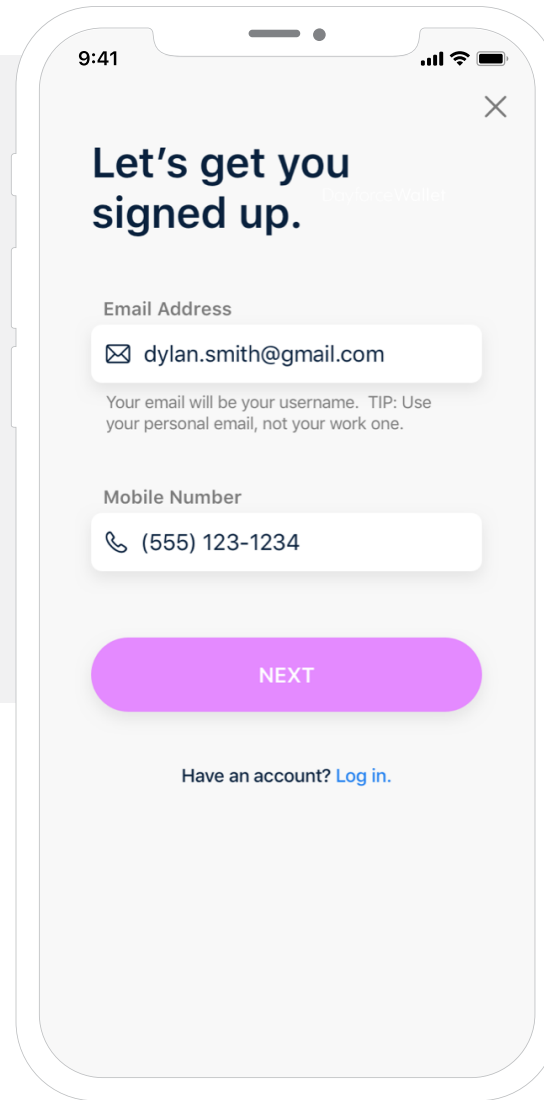 9:41
Let’s get you
signed up.
DayforceWallet
Email Address
dylan.smith@gmail.com
Your email will be your username.  TIP: Use
your personal email, not your work one.
Mobile Number
(555) 123-1234
NEXT
Have an account? Log in.